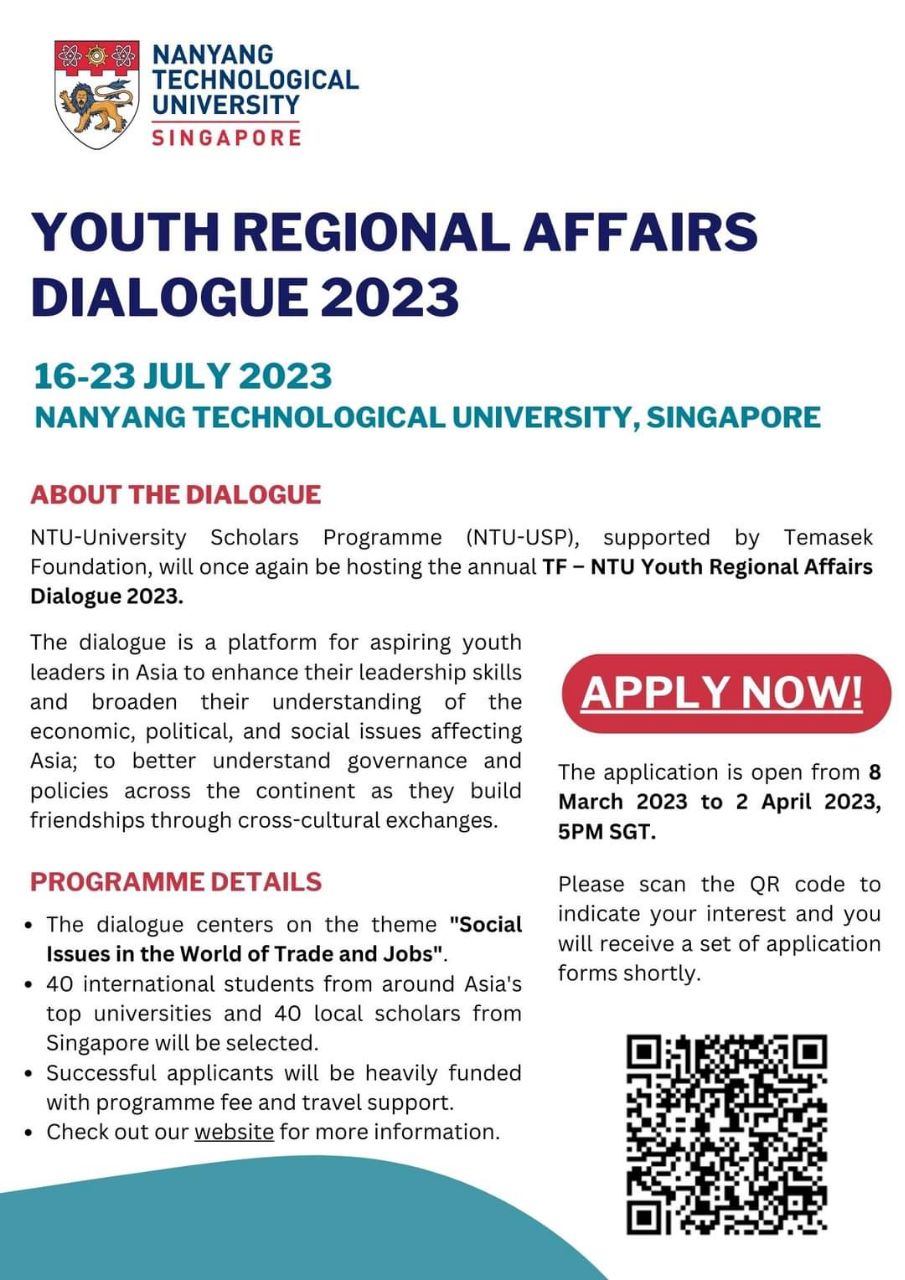 NANYANG
TECHNOLOGICAL
UNIVERSITY
SINGAPORE
YOUTH REGIONAL AFFAIRS
DIALOGUE 2023
16-23 JULY 2023
NANYANG TECHNOLOGICAL UNIVERSITY, SINGAPORE
ABOUT THE DIALOGUE
NTU-University Scholars Programme (NTU-USP), supported by Temasek
Foundation, will once again be hosting the annual TF – NTU Youth Regional Affairs
Dialogue 2023.
The dialogue is a platform for aspiring youth
leaders in Asia to enhance their leadership skills
and broaden their understanding of the
economic, political, and social issues affecting
Asia; to better understand governance and
policies across the continent as they build
friendships through cross-cultural exchanges.
PROGRAMME DETAILS
• The dialogue centers on the theme "Social
Issues in the World of Trade and Jobs".
• 40 international students from around Asia's
top universities and 40 local scholars from
Singapore will be selected.
• Successful applicants will be heavily funded
with programme fee and travel support.
• Check out our website for more information.
APPLY NOW!
The application is open from 8
March 2023 to 2 April 2023,
5PM SGT.
Please scan the QR code to
indicate your interest and you
will receive a set of application
forms shortly.